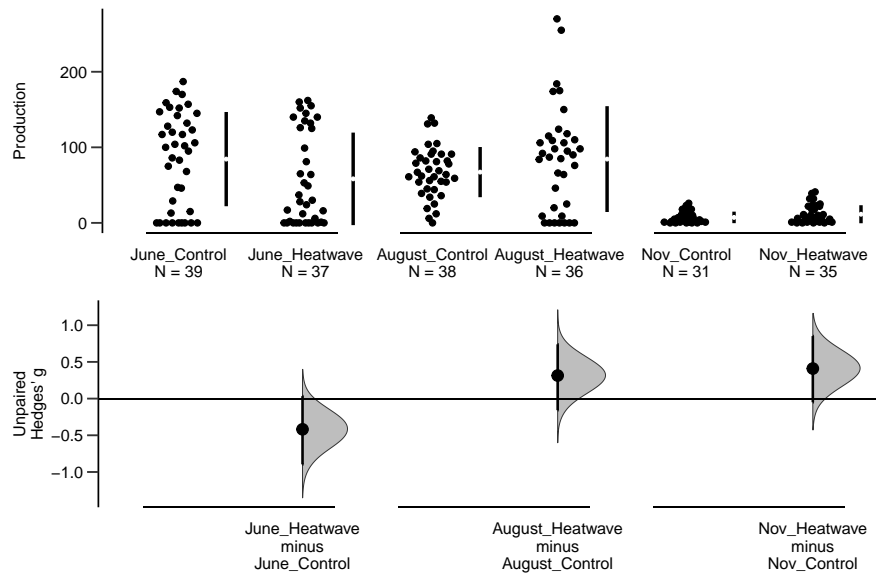 Production
200
100
0
June_Control
N = 39
June_Heatwave
N = 37
August_Control
N = 38
August_Heatwave
N = 36
Nov_Control
N = 31
Nov_Heatwave
N = 35
Unpaired
Hedges' g
1.0
0.5
0.0
−0.5
−1.0
June_Heatwave
minus
June_Control
August_Heatwave
minus
August_Control
Nov_Heatwave
minus
Nov_Control